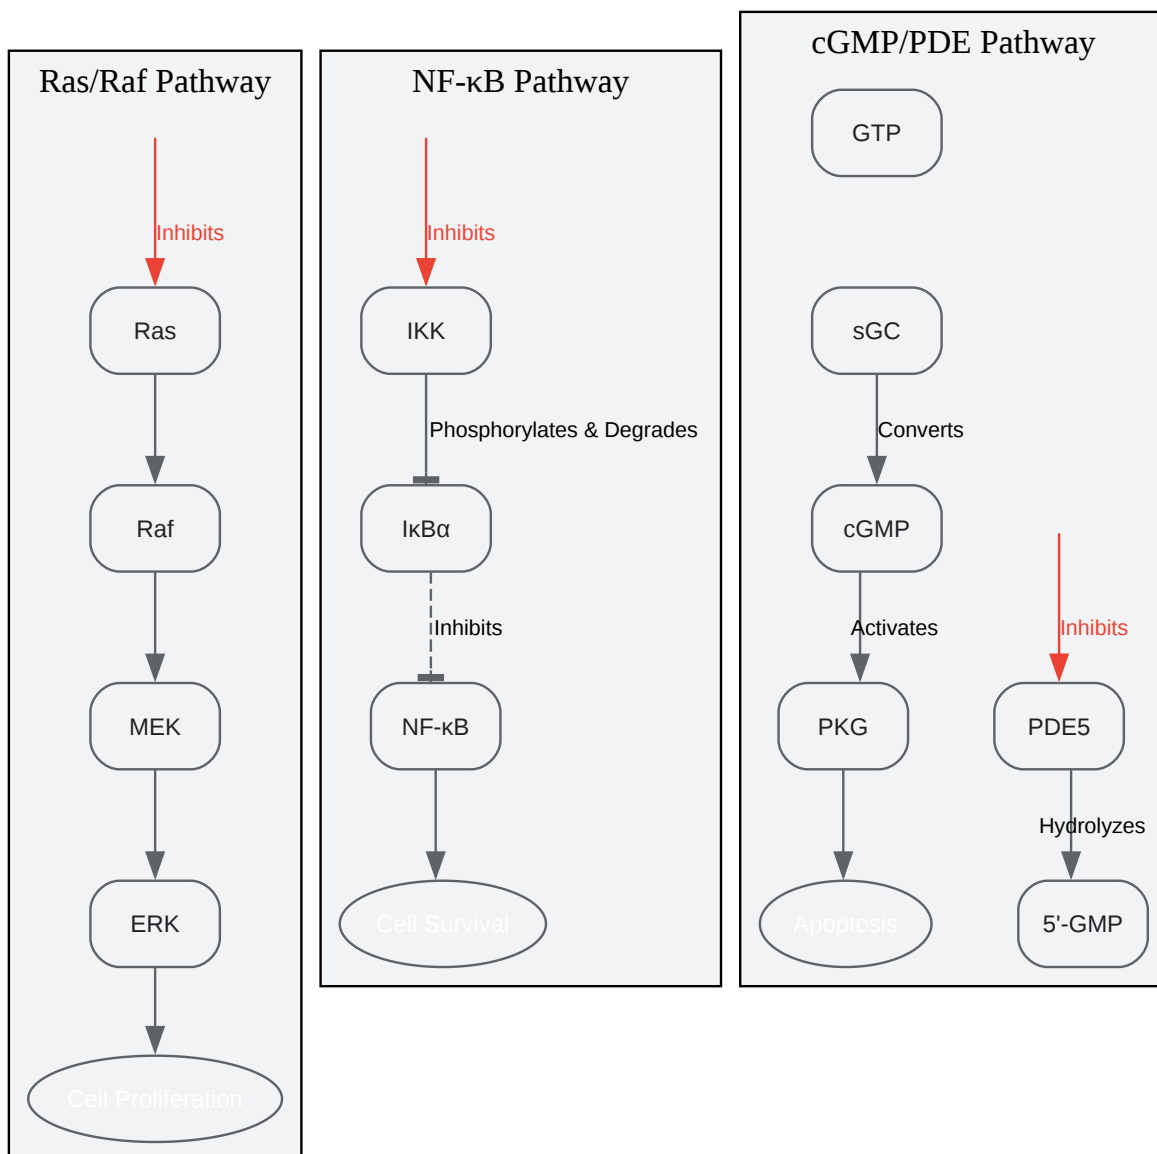 Ras/Raf Pathway
Inhibits
Ras
Raf
MEK
ERK
Cell Proliferation
NF-κB Pathway
Inhibits
IKK
Phosphorylates & Degrades
IκBα
Inhibits
NF-κB
Cell Survival
cGMP/PDE Pathway
GTP
sGC
Converts
cGMP
Activates
Inhibits
PKG
PDE5
Hydrolyzes
Apoptosis
5'-GMP